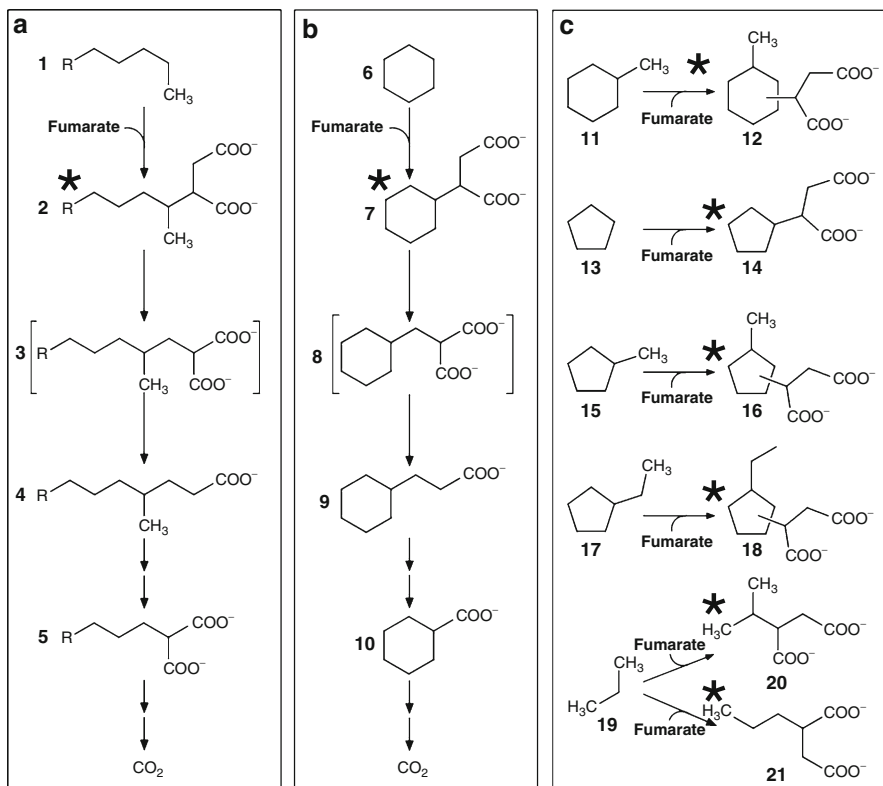 a
1 R
CH₃
Fumarate
COO⁻
*
2 R COO⁻
CH₃
COO⁻
3 R
CH₃ COO⁻
4 R COO⁻
CH₃
5 R COO⁻
COO⁻
CO₂
b
6
Fumarate
COO⁻
*
7 COO⁻
8 COO⁻
COO⁻
9 COO⁻
COO⁻
10
CO₂
c
CH₃
CH₃ * COO⁻
Fumarate COO⁻
11 12
COO⁻
*
Fumarate COO⁻
13 14
CH₃
CH₃ *
COO⁻
Fumarate
15 COO⁻ 16
CH₃ *
COO⁻
Fumarate COO⁻
17 18
CH₃
*
H₃C COO⁻
Fumarate COO⁻
CH₃ 20
*
H₃C COO⁻
H₃C 19 Fumarate
COO⁻
21